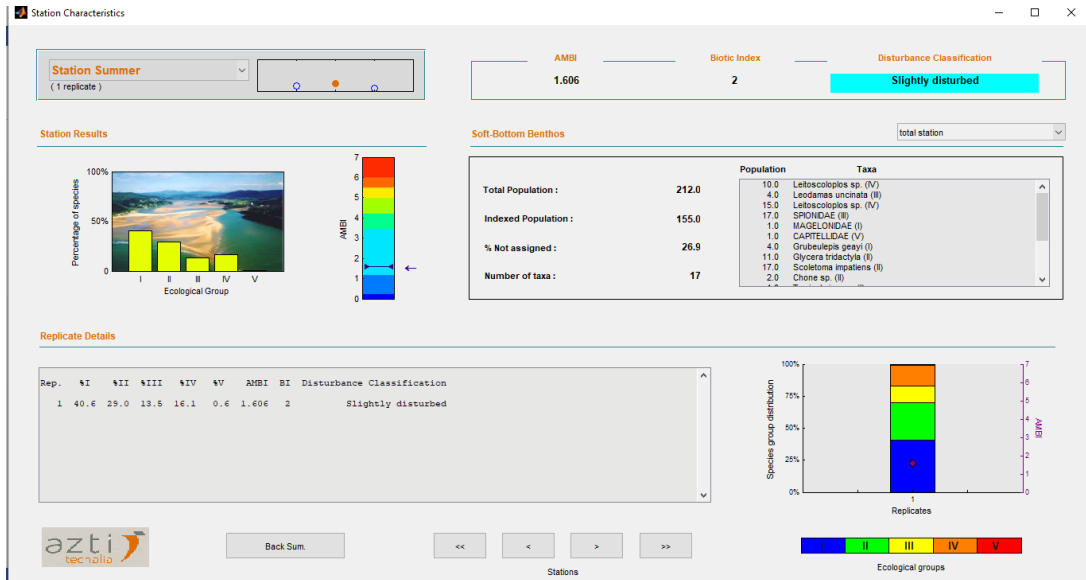 Station Characteristics
Station Summer
( 1 replicate )
AMBI Biotic Index Disturbance Classification
1.606 2 Slightly disturbed
Station Results
Soft-Bottom Benthos
total station
Percentage of species
100%
50%
0
I II III IV V
Ecological Group
AMBI
7
6
5
4
3
2
1
0
Total Population : 212.0
Indexed Population : 155.0
% Not assigned : 26.9
Number of taxa : 17
Population Taxa
10.0 Leitoscoloplos sp. (IV)
4.0 Leodamas uncinata (III)
15.0 Leitoscoloplos sp. (IV)
17.0 SPIONIDAE (III)
1.0 MAGELONIDAE (I)
1.0 CAPITELLIDAE (V)
4.0 Grubeulepis geayi (I)
11.0 Glycera tridactyla (II)
17.0 Scoletoma impatiens (II)
2.0 Chone sp. (II)
Replicate Details
Rep. %I %II %III %IV %V AMBI BI Disturbance Classification
1 40.6 29.0 13.5 16.1 0.6 1.606 2 Slightly disturbed
Species group distribution
100%
75%
50%
25%
0%
7
6
5
4
3
2
1
0
AMBI
1
Replicates
azti
tecnalia
Back Sum.
<< < > >>
Stations
I II III IV V
Ecological groups